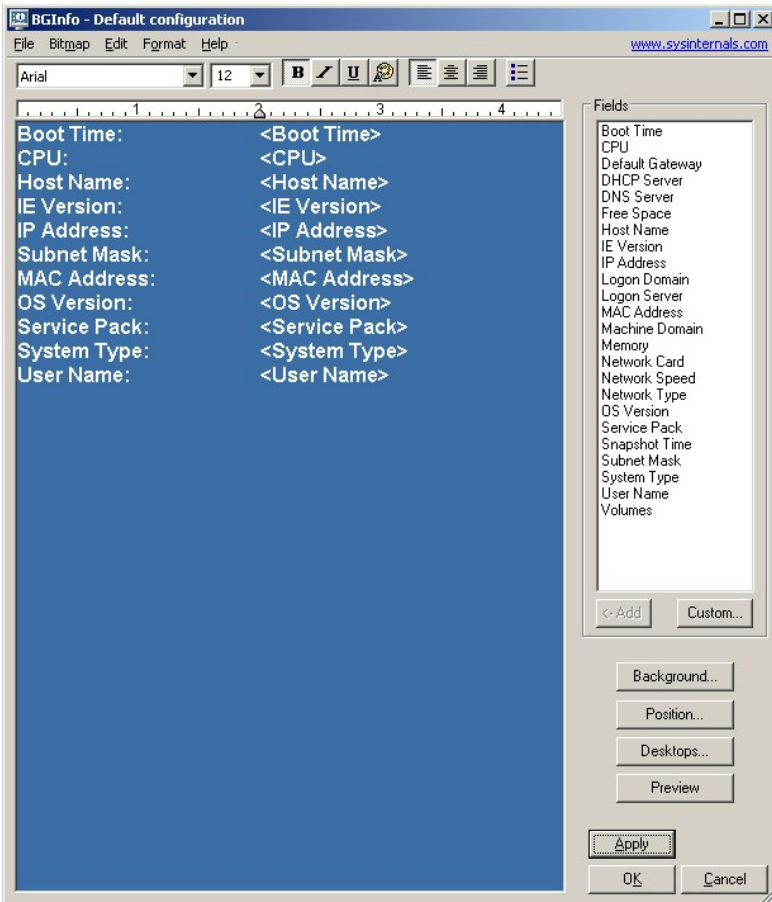 BGInfo - Default configuration
File Bitmap Edit Format Help
www.sysinternals.com
Arial 12 B I U
1 2 3 4
Boot Time: <Boot Time>
CPU: <CPU>
Host Name: <Host Name>
IE Version: <IE Version>
IP Address: <IP Address>
Subnet Mask: <Subnet Mask>
MAC Address: <MAC Address>
OS Version: <OS Version>
Service Pack: <Service Pack>
System Type: <System Type>
User Name: <User Name>
Fields
Boot Time
CPU
Default Gateway
DHCP Server
DNS Server
Free Space
Host Name
IE Version
IP Address
Logon Domain
Logon Server
MAC Address
Machine Domain
Memory
Network Card
Network Speed
Network Type
OS Version
Service Pack
Snapshot Time
Subnet Mask
System Type
User Name
Volumes
<- Add Custom...
Background...
Position...
Desktops...
Preview
Apply
OK Cancel